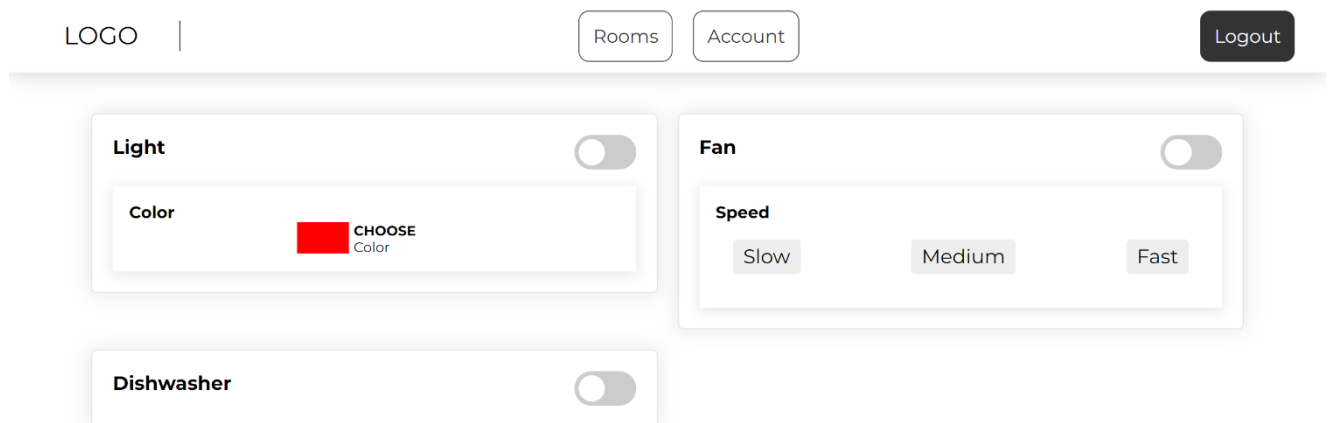 LOGO
Rooms
Account
Logout
Light
Color
CHOOSE
Color
Fan
Speed
Slow
Medium
Fast
Dishwasher